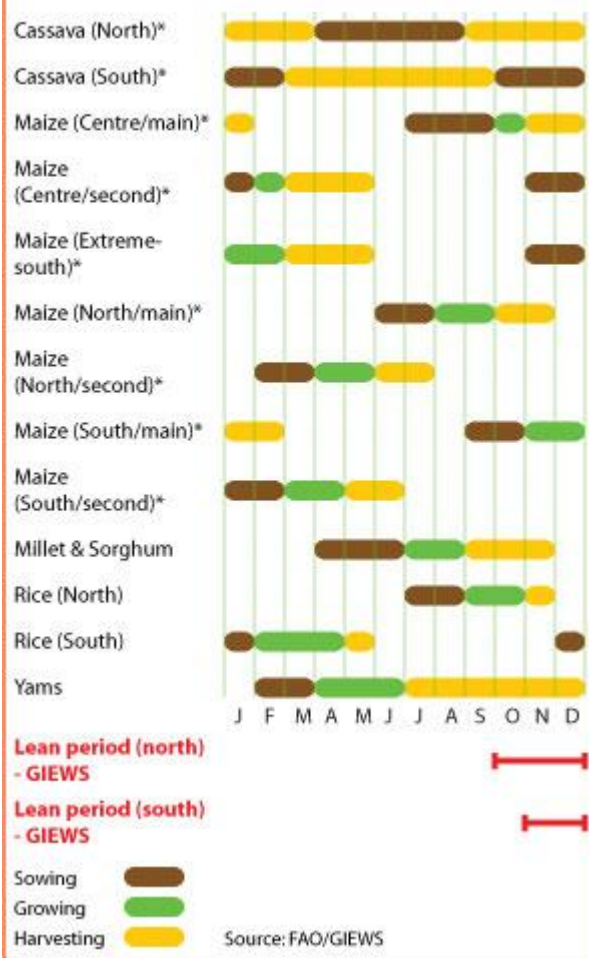 Cassava (North)*
Cassava (South)*
Maize (Centre/main)*
Maize
(Centre/second)*
Maize (Extreme-
south)*
Maize (North/main)*
Maize
(North/second)*
Maize (South/main)*
Maize
(South/second)*
Millet & Sorghum
Rice (North)
Rice (South)
Yams
J F M A M J J A S O N D
Lean period (north)
- GIEWS
Lean period (south)
- GIEWS
Sowing
Growing
Harvesting
Source: FAO/GIEWS